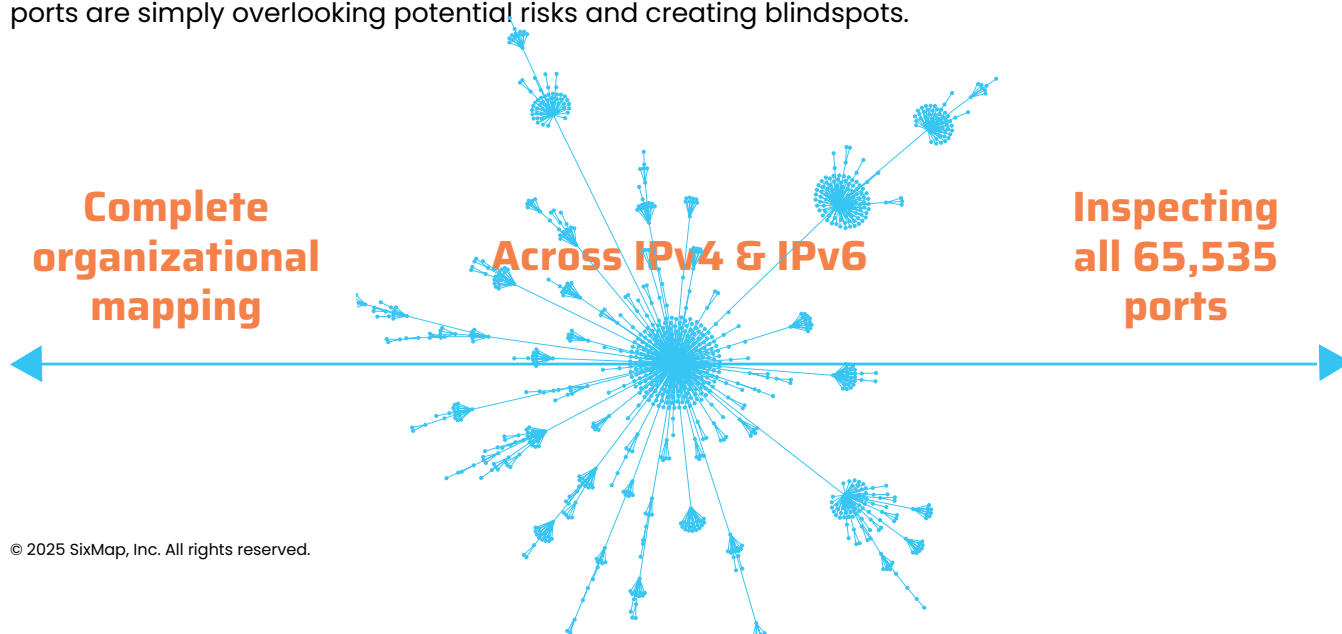 ports are simply overlooking potential risks and creating blindspots.
Complete
organizational
mapping
Across IPv4 & IPv6
Inspecting
all 65,535
ports
© 2025 SixMap, Inc. All rights reserved.